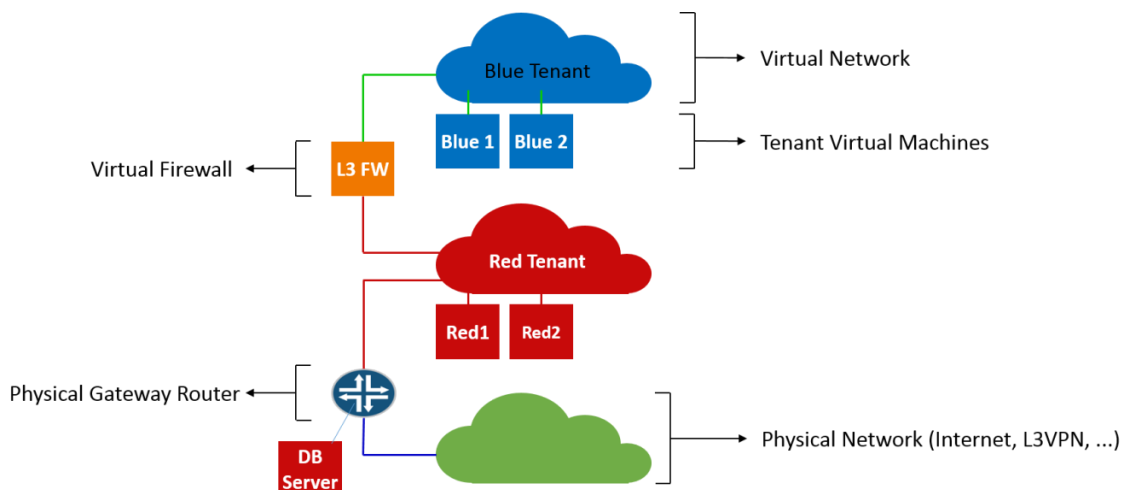 Blue Tenant
Virtual Network
Blue 1
Blue 2
Tenant Virtual Machines
Virtual Firewall
L3 FW
Red Tenant
Red1
Red2
Physical Gateway Router
DB
Server
Physical Network (Internet, L3VPN, ...)